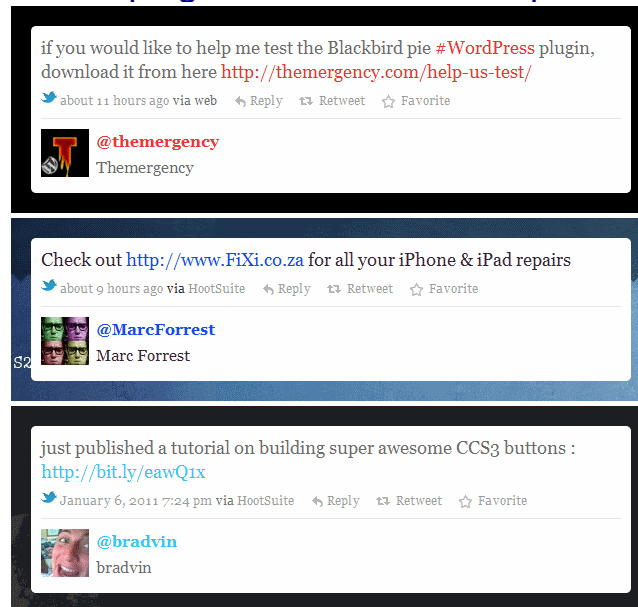 if you would like to help me test the Blackbird pie #WordPress plugin,
download it from here http://themergency.com/help-us-test/
about 11 hours ago via web Reply Retweet Favorite
@themergency
Themergency
Check out http://www.FiXi.co.za for all your iPhone & iPad repairs
about 9 hours ago via HootSuite Reply Retweet Favorite
@MarcForrest
Marc Forrest
S2
just published a tutorial on building super awesome CCS3 buttons :
http://bit.ly/eawQ1x
January 6, 2011 7:24 pm via HootSuite Reply Retweet Favorite
@bradvin
bradvin